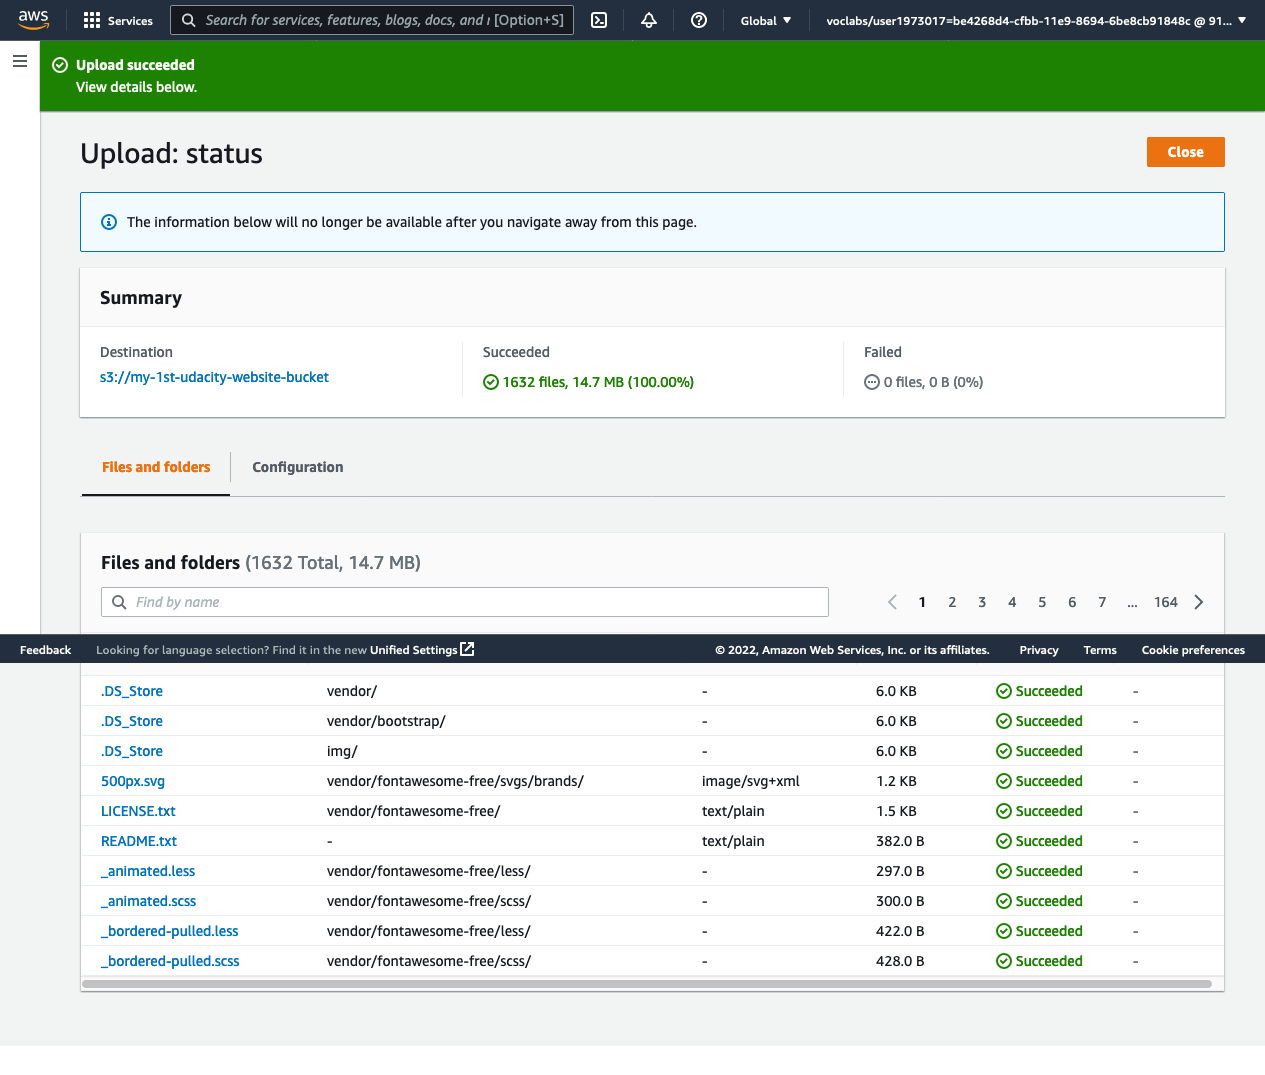 aws Services Search for services, features, blogs, docs, and r [Option+S] Global voclabs/user1973017=be4268d4-cfbb-11e9-8694-6be8cb91848c @ 91...
Upload succeeded
View details below.
Upload: status
Close
The information below will no longer be available after you navigate away from this page.
Summary
Destination Succeeded Failed
s3://my-1st-udacity-website-bucket 1632 files, 14.7 MB (100.00%) 0 files, 0 B (0%)
Files and folders Configuration
Files and folders (1632 Total, 14.7 MB)
Find by name 1 2 3 4 5 6 7 ... 164
Feedback Looking for language selection? Find it in the new Unified Settings © 2022, Amazon Web Services, Inc. or its affiliates. Privacy Terms Cookie preferences
.DS_Store vendor/ - 6.0 KB Succeeded -
.DS_Store vendor/bootstrap/ - 6.0 KB Succeeded -
.DS_Store img/ - 6.0 KB Succeeded -
500px.svg vendor/fontawesome-free/svgs/brands/ image/svg+xml 1.2 KB Succeeded -
LICENSE.txt vendor/fontawesome-free/ text/plain 1.5 KB Succeeded -
README.txt - text/plain 382.0 B Succeeded -
_animated.less vendor/fontawesome-free/less/ - 297.0 B Succeeded -
_animated.scss vendor/fontawesome-free/scss/ - 300.0 B Succeeded -
_bordered-pulled.less vendor/fontawesome-free/less/ - 422.0 B Succeeded -
_bordered-pulled.scss vendor/fontawesome-free/scss/ - 428.0 B Succeeded -